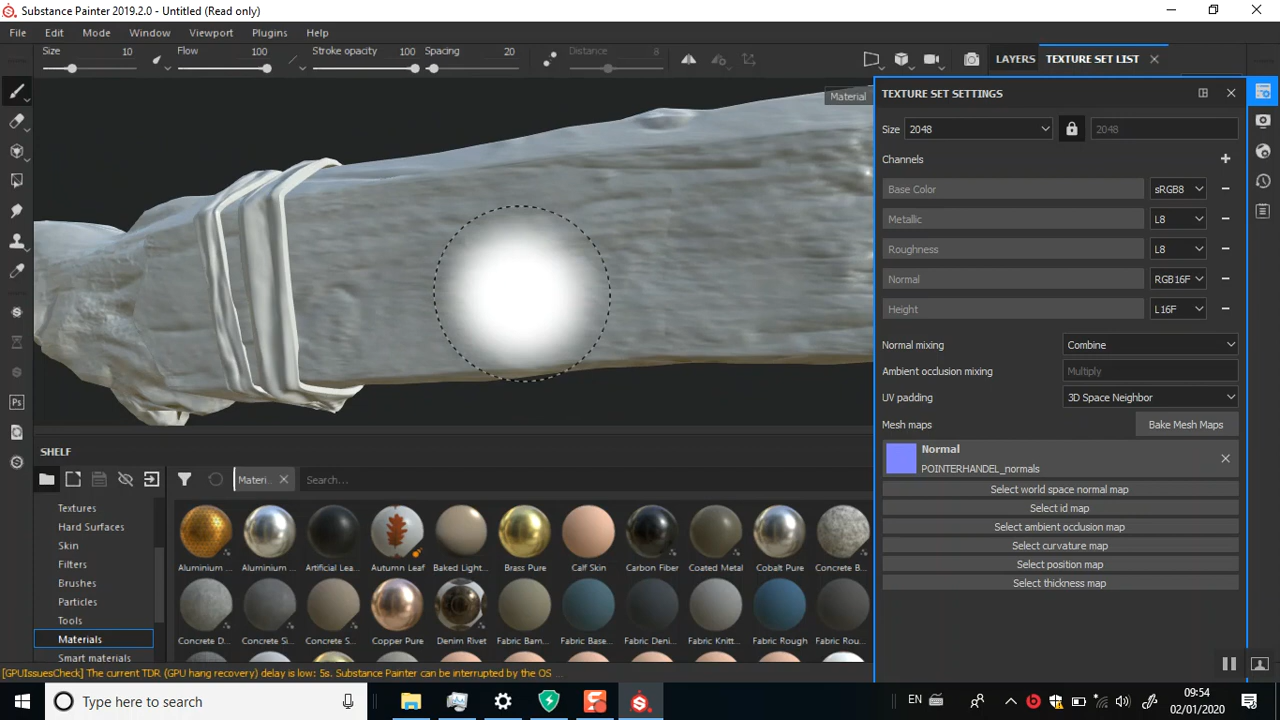 Substance Painter 2019.2.0 - Untitled (Read only)
File Edit Mode Window Viewport Plugins Help
Size 10 Flow 100 Stroke opacity 100 Spacing 20 Distance 8
LAYERS TEXTURE SET LIST
Material
TEXTURE SET SETTINGS
Size 2048 2048
Channels
Base Color sRGB8
Metallic L8
Roughness L8
Normal RGB16F
Height L16F
Normal mixing Combine
Ambient occlusion mixing Multiply
UV padding 3D Space Neighbor
Mesh maps Bake Mesh Maps
Normal
POINTERHANDEL_normals
Select world space normal map
Select id map
Select ambient occlusion map
Select curvature map
Select position map
Select thickness map
SHELF
Ps
Materi... Search...
Textures
Hard Surfaces
Skin
Filters
Brushes
Particles
Tools
Materials
Smart materials
Aluminium ... Aluminium ... Artificial Lea... Autumn Leaf Baked Light... Brass Pure Calf Skin Carbon Fiber Coated Metal Cobalt Pure Concrete B...
Concrete D... Concrete Si... Concrete S... Copper Pure Denim Rivet Fabric Bam... Fabric Base... Fabric Deni... Fabric Knitt... Fabric Rough Fabric Rou...
[GPUIssuesCheck] The current TDR (GPU hang recovery) delay is low: 5s. Substance Painter can be interrupted by the OS ...
Type here to search
EN
09:54
02/01/2020